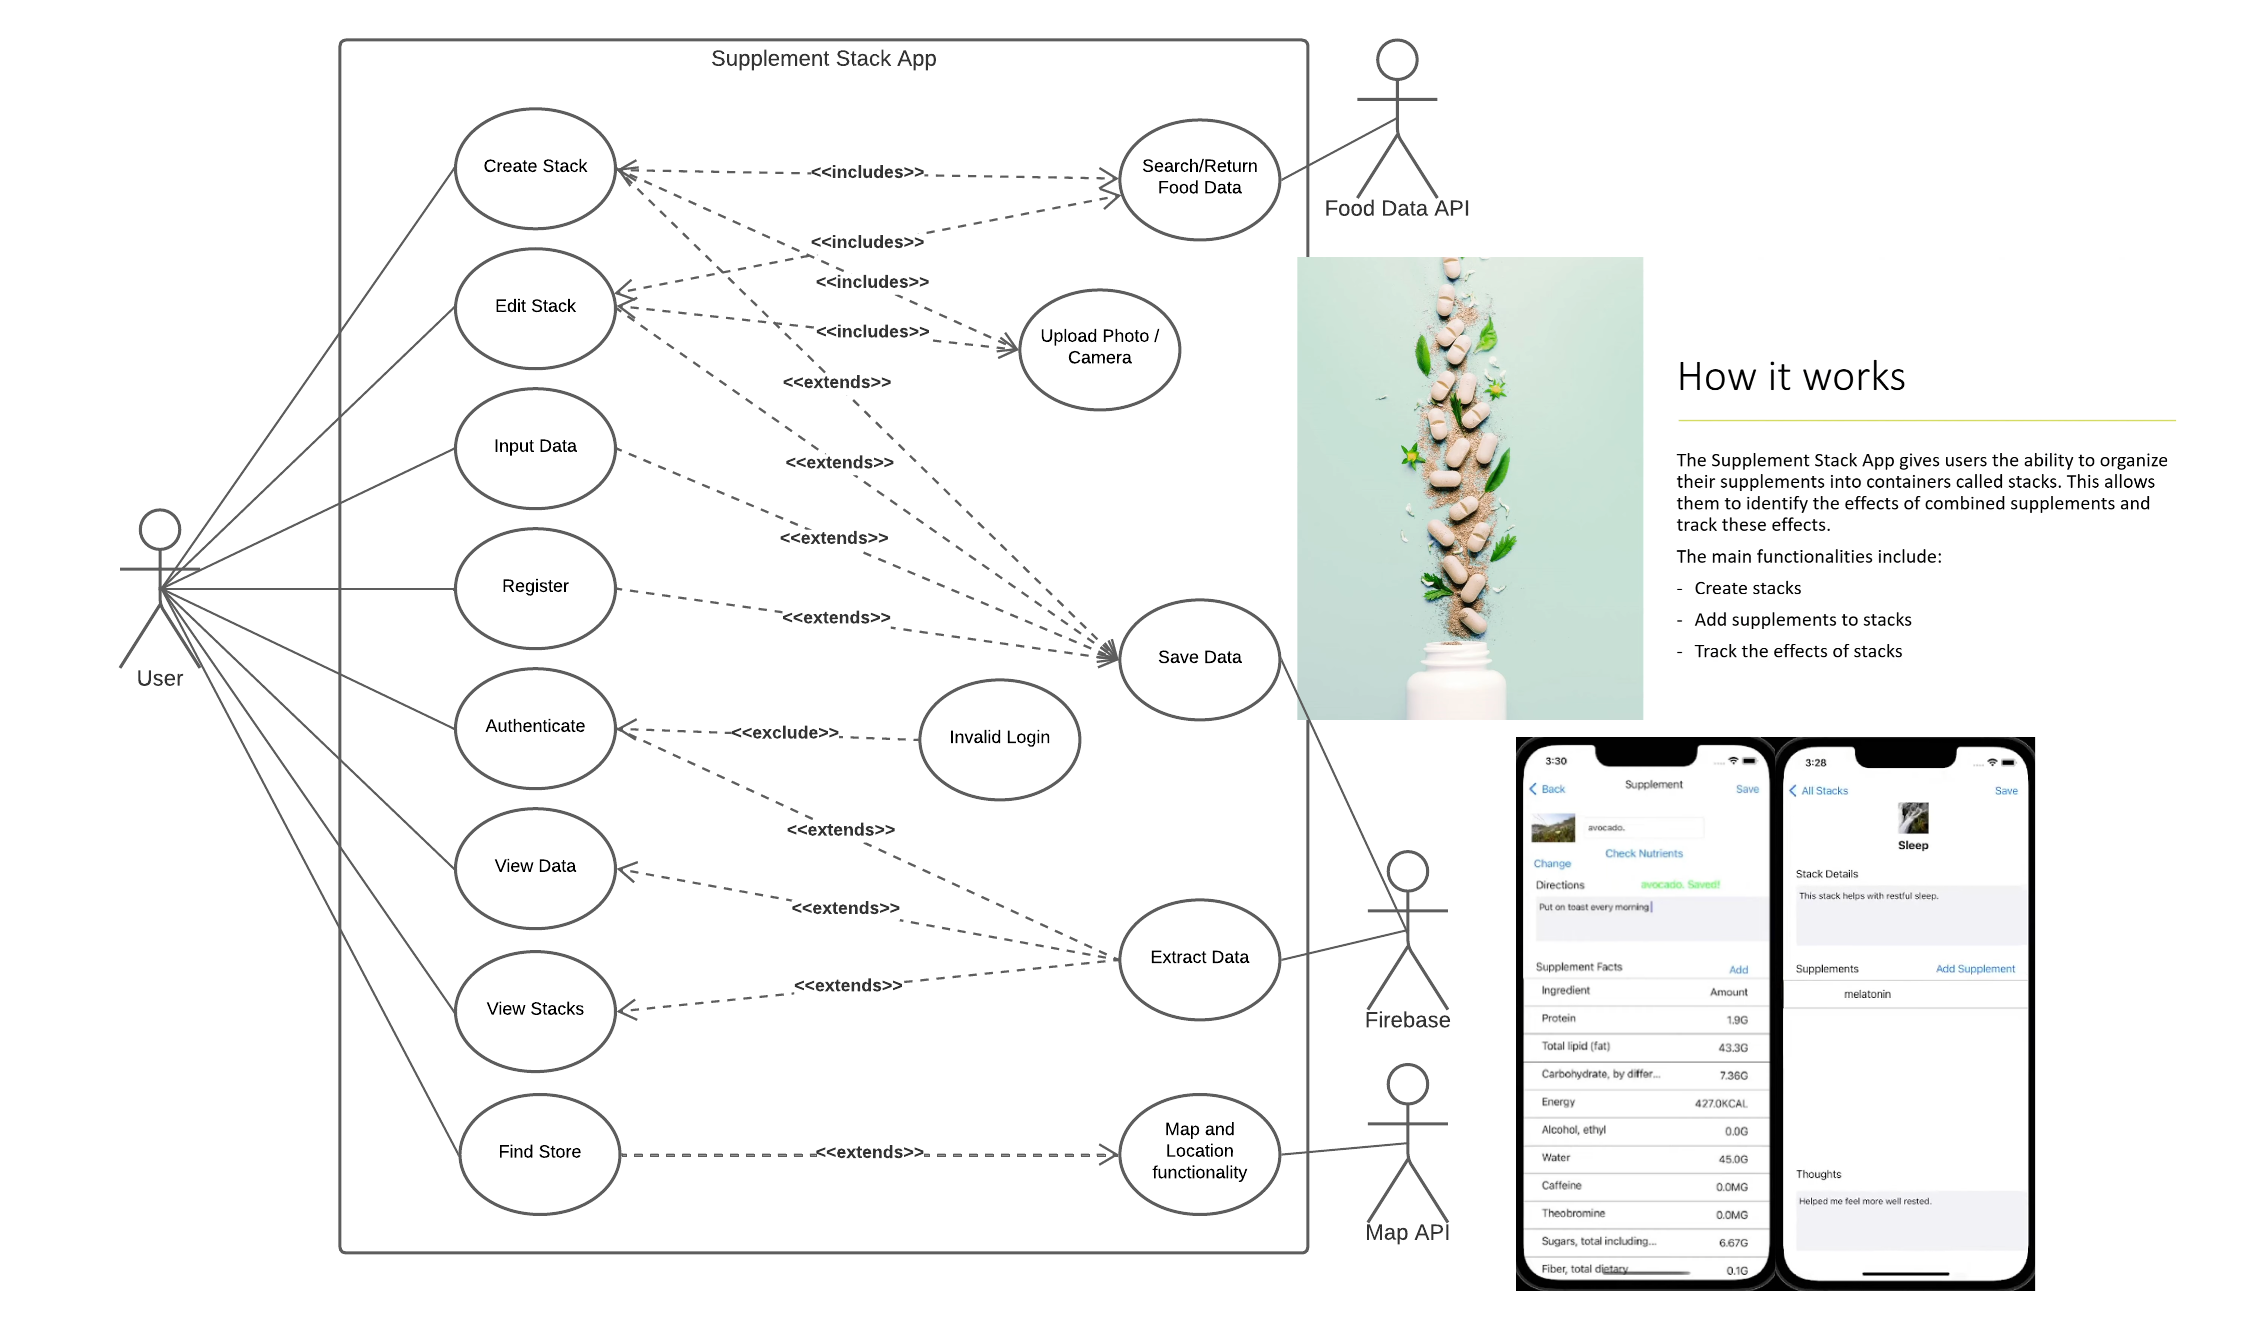 Supplement Stack App
Create Stack
<<includes>>
Search/Return
Food Data
Food Data API
<<includes>>
<<includes>>
Edit Stack
<<includes>>
Upload Photo /
Camera
<<extends>>
Input Data
<<extends>>
<<extends>>
Register
<<extends>>
User
Save Data
Authenticate
<<exclude>>
Invalid Login
<<extends>>
View Data
<<extends>>
Extract Data
<<extends>>
View Stacks
Firebase
Find Store
<<extends>>
Map and
Location
functionality
Map API
How it works
The Supplement Stack App gives users the ability to organize
their supplements into containers called stacks. This allows
them to identify the effects of combined supplements and
track these effects.
The main functionalities include:
- Create stacks
- Add supplements to stacks
- Track the effects of stacks
3:30
Back
Supplement
Save
avocado.
Check Nutrients
Change
Directions
avocado. Saved!
Put on toast every morning
Supplement Facts
Add
Ingredient Amount
Protein 1.9G
Total lipid (fat) 43.3G
Carbohydrate, by differ... 7.36G
Energy 427.0KCAL
Alcohol, ethyl 0.0G
Water 45.0G
Caffeine 0.0MG
Theobromine 0.0MG
Sugars, total including... 6.67G
Fiber, total dietary 0.1G
3:28
All Stacks
Save
Sleep
Stack Details
This stack helps with restful sleep.
Supplements
Add Supplement
melatonin
Thoughts
Helped me feel more well rested.